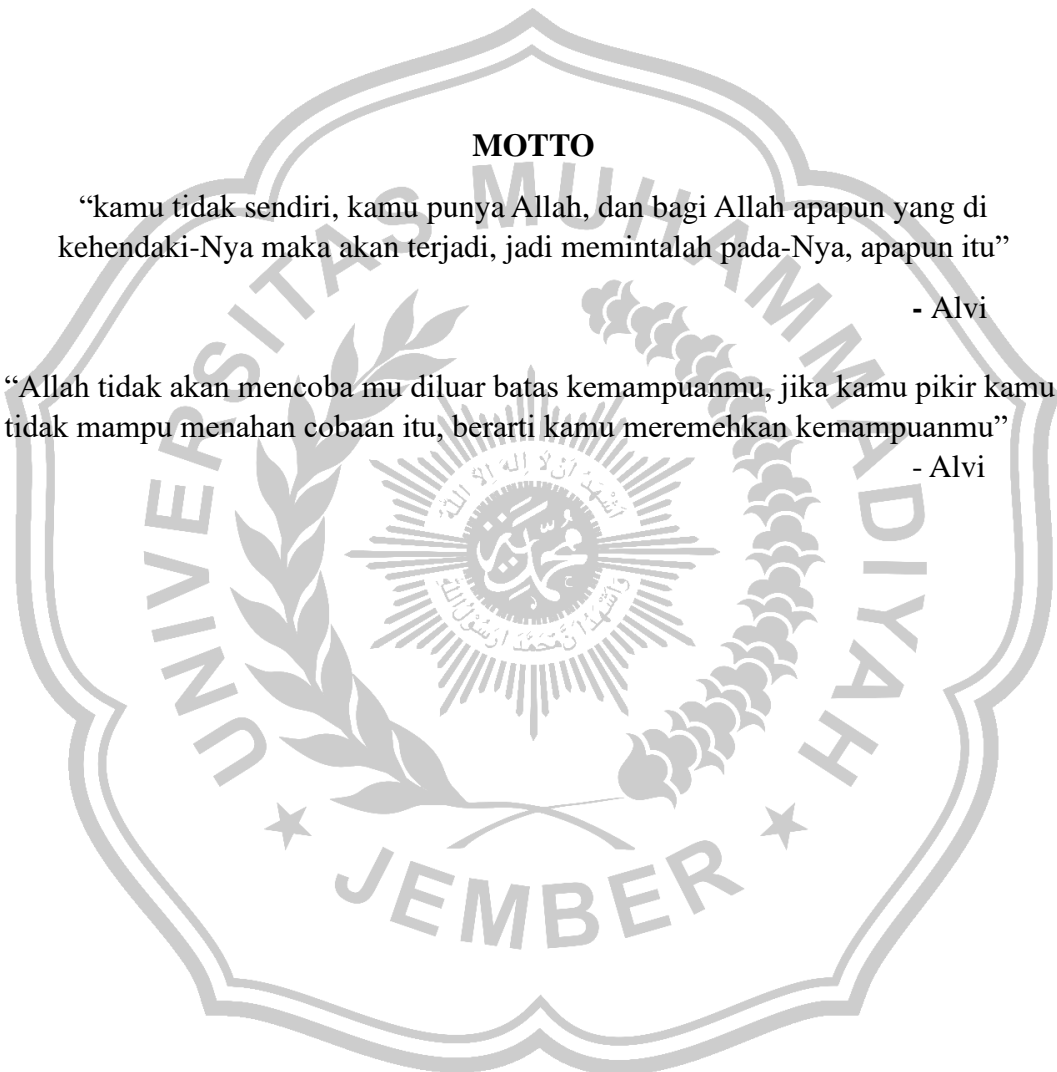 MOTTO
“kamu tidak sendiri, kamu punya Allah, dan bagi Allah apapun yang di
kehendaki-Nya maka akan terjadi, jadi memintalah pada-Nya, apapun itu”
- Alvi
“Allah tidak akan mencoba mu diluar batas kemampuanmu, jika kamu pikir kamu
tidak mampu menahan cobaan itu, berarti kamu meremehkan kemampuanmu”
- Alvi
UNIVERSITAS MUHAMMADIYAH
JEMBER